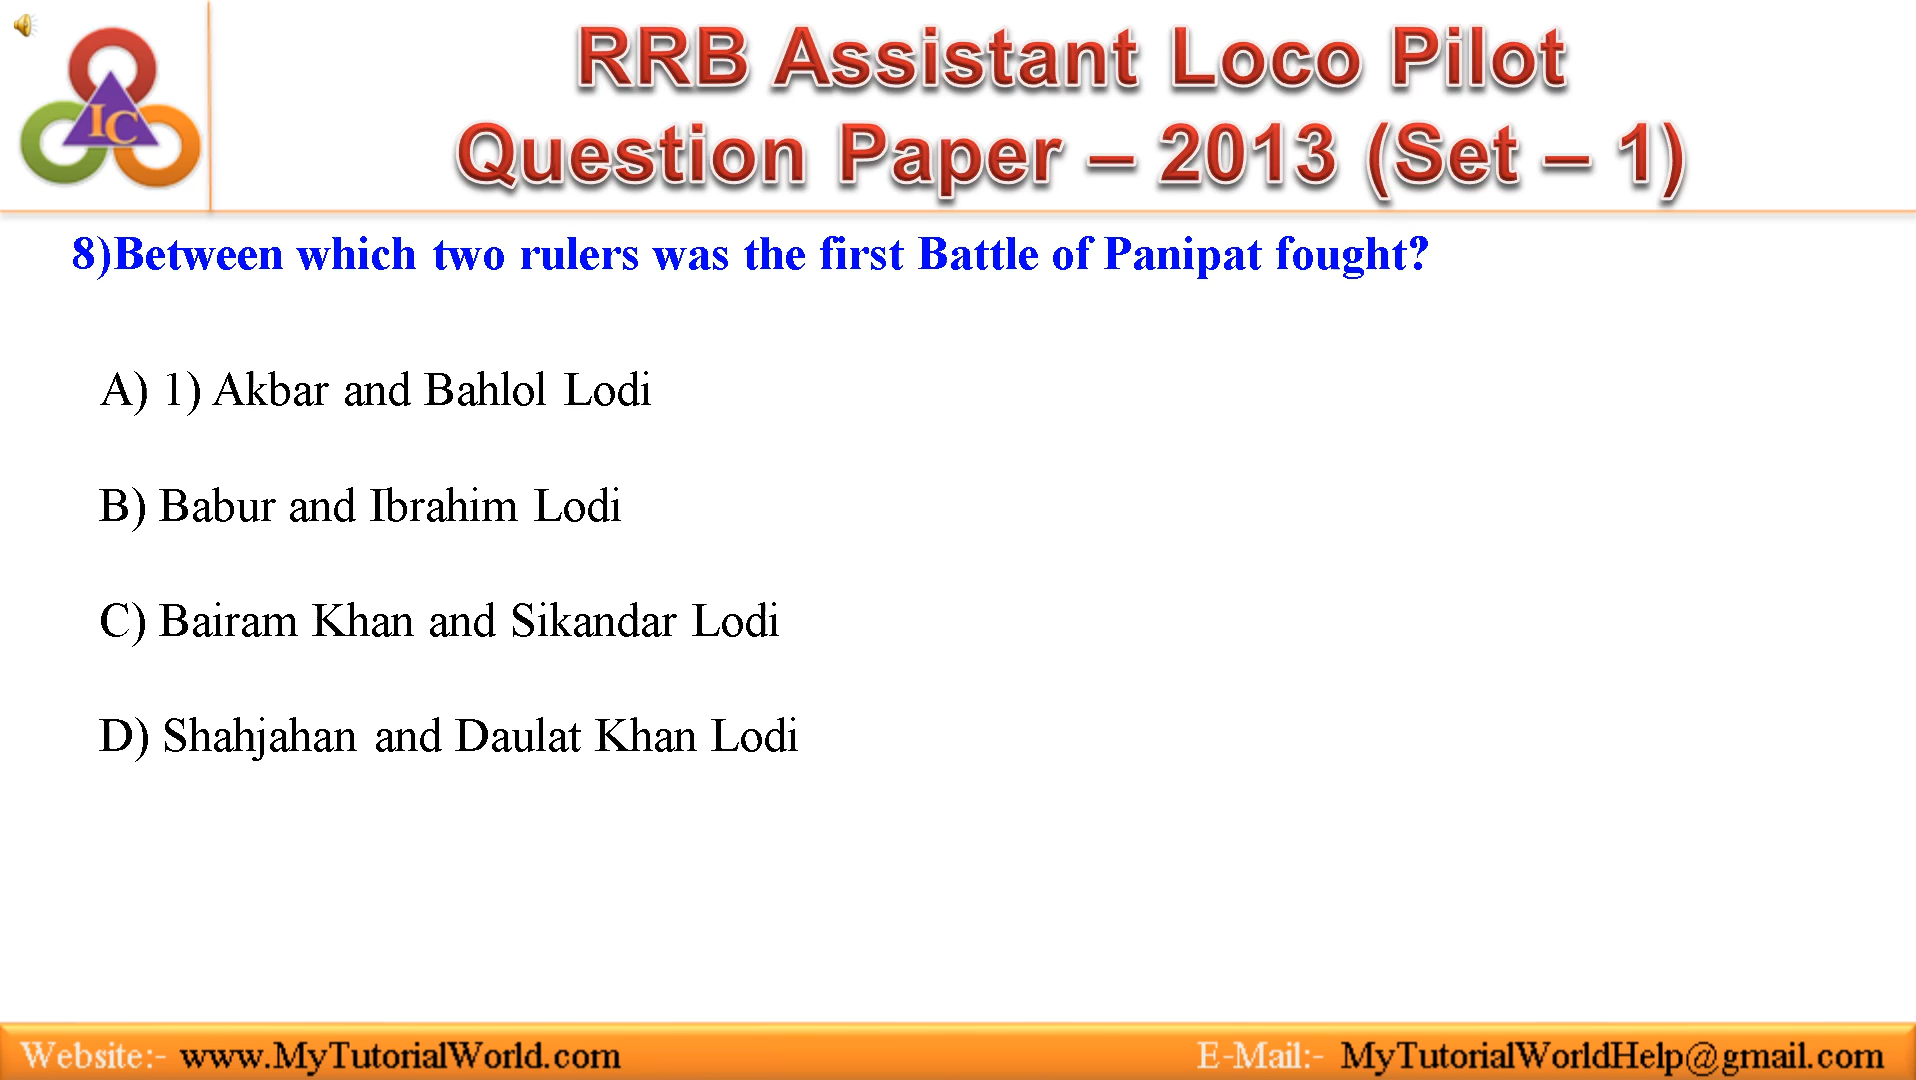 IC
RRB Assistant Loco Pilot
Question Paper – 2013 (Set – 1)
8)Between which two rulers was the first Battle of Panipat fought?
A) 1) Akbar and Bahlol Lodi
B) Babur and Ibrahim Lodi
C) Bairam Khan and Sikandar Lodi
D) Shahjahan and Daulat Khan Lodi
Website:- www.MyTutorialWorld.com
E-Mail:- MyTutorialWorldHelp@gmail.com